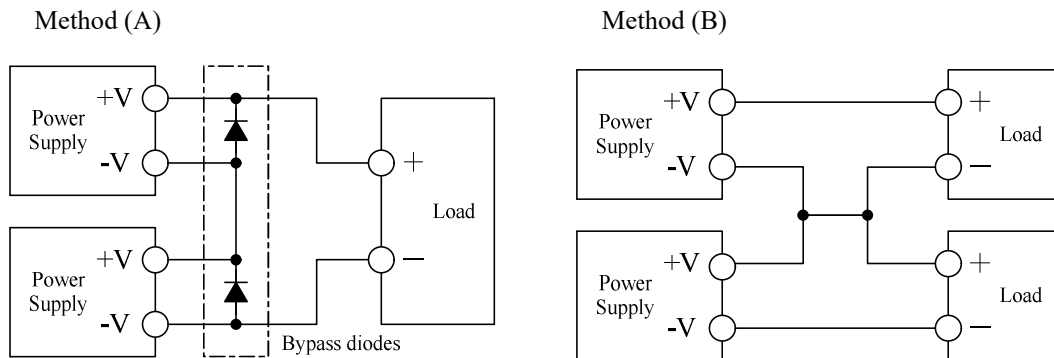 Method (A)
+V
Power
Supply
-V
+V
Power
Supply
-V
Bypass diodes
+
Load
−
Method (B)
+V
Power
Supply
-V
+V
Power
Supply
-V
+
Load
−
+
Load
−